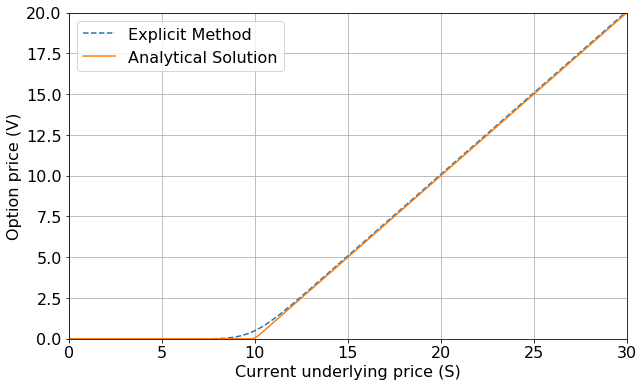 20.0
17.5
15.0
12.5
10.0
7.5
5.0
2.5
0.0
Option price (V)
Explicit Method
Analytical Solution
0 5 10 15 20 25 30
Current underlying price (S)